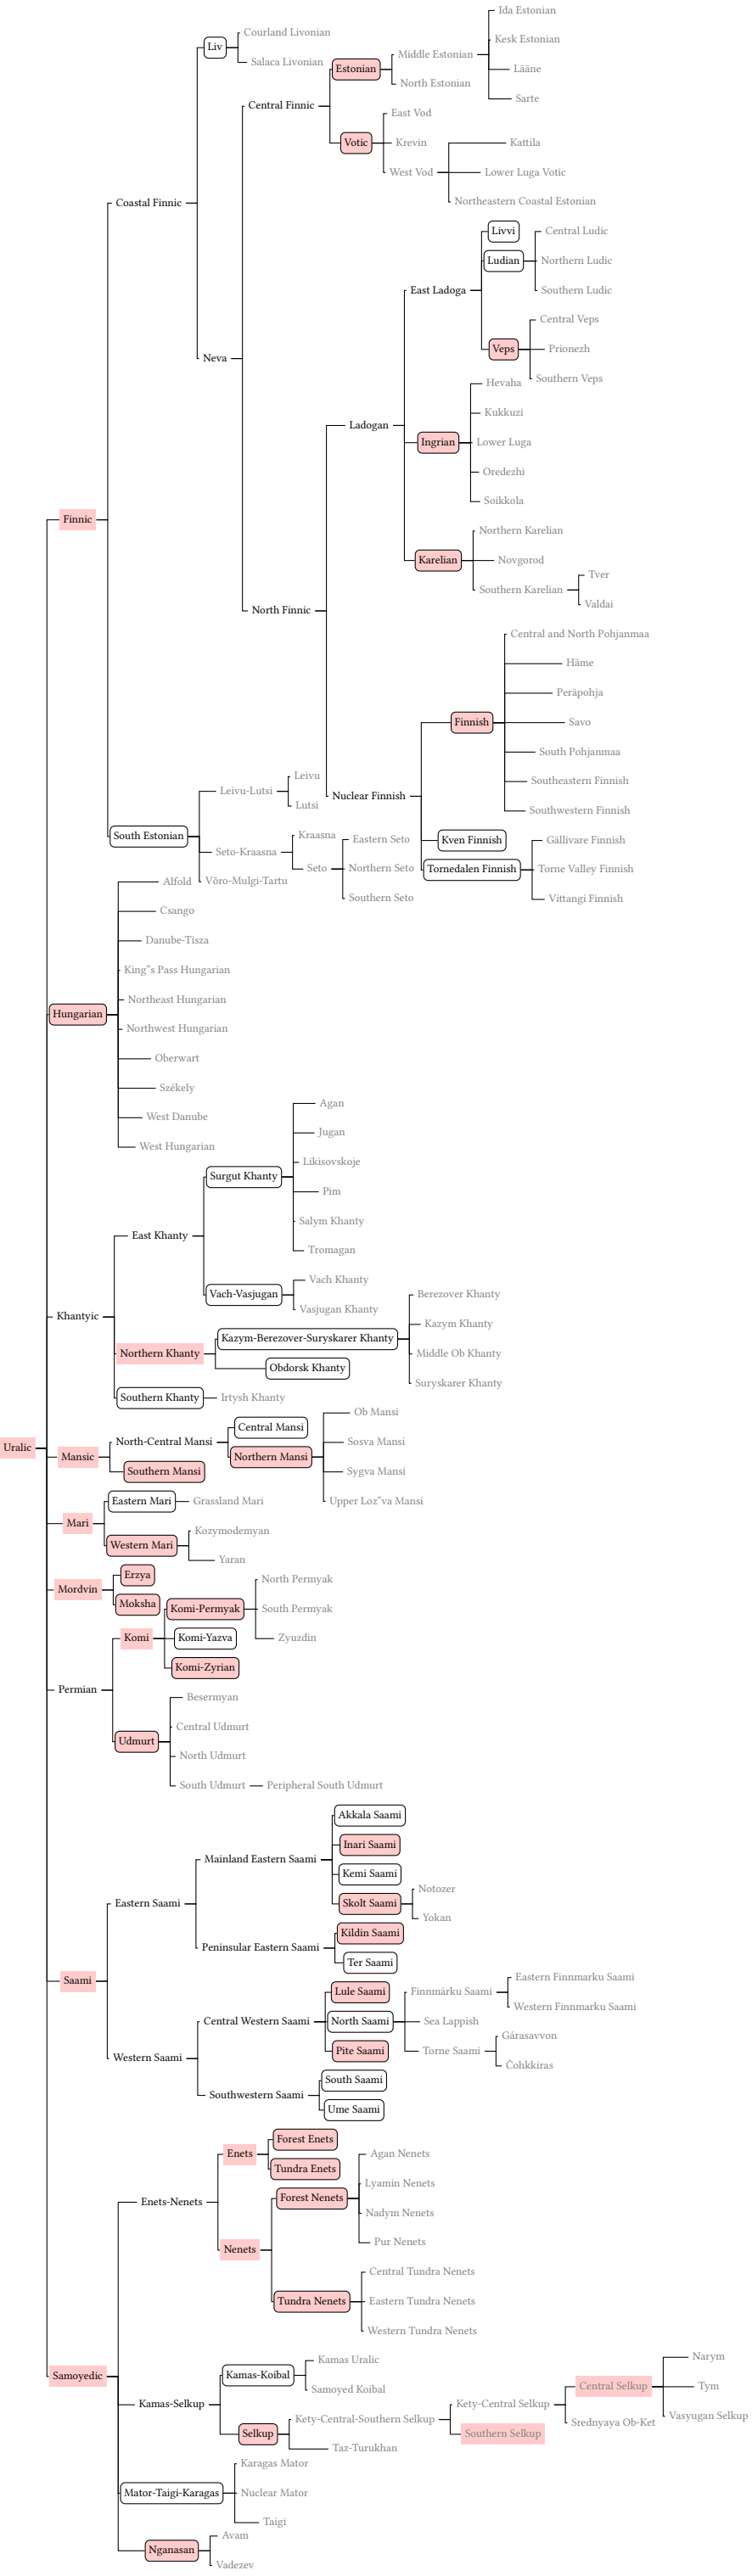 Ida Estonian
Courland Livonian
Kesk Estonian
Liv
Middle Estonian
Salaca Livonian
Estonian
Lääne
North Estonian
Sarte
Central Finnic
East Vod
Votic
Krevin
Kattila
West Vod
Lower Luga Votic
Coastal Finnic
Northeastern Coastal Estonian
Livvi
Central Ludic
Ludian
Northern Ludic
East Ladoga
Southern Ludic
Central Veps
Veps
Prionezh
Neva
Southern Veps
Hevaha
Kukkuzi
Ladogan
Ingrian
Lower Luga
Oredezhi
Soikkola
Finnic
Northern Karelian
Karelian
Novgorod
Tver
Southern Karelian
Valdai
North Finnic
Central and North Pohjanmaa
Häme
Peräpohja
Finnish
Savo
South Pohjanmaa
Leivu
Southeastern Finnish
Leivu-Lutsi
Nuclear Finnish
Lutsi
Southwestern Finnish
South Estonian
Kraasna
Eastern Seto
Kven Finnish
Gällivare Finnish
Seto-Kraasna
Seto
Northern Seto
Tornedalen Finnish
Torne Valley Finnish
Alfold
Võro-Mulgi-Tartu
Southern Seto
Vittangi Finnish
Csango
Danube-Tisza
King"s Pass Hungarian
Northeast Hungarian
Hungarian
Northwest Hungarian
Oberwart
Székely
West Danube
West Hungarian
Agan
Jugan
Likisovskoje
Surgut Khanty
Pim
Salym Khanty
East Khanty
Tromagan
Vach Khanty
Vach-Vasjugan
Berezover Khanty
Vasjugan Khanty
Khantyic
Kazym Khanty
Kazym-Berezover-Suryskarer Khanty
Northern Khanty
Middle Ob Khanty
Obdorsk Khanty
Suryskarer Khanty
Southern Khanty
Irtysh Khanty
Ob Mansi
Central Mansi
North-Central Mansi
Sosva Mansi
Uralic
Mansic
Northern Mansi
Southern Mansi
Sygva Mansi
Eastern Mari
Grassland Mari
Upper Loz"va Mansi
Mari
Kozymodemyan
Western Mari
Yaran
Erzya
North Permyak
Mordvin
Moksha
Komi-Permyak
South Permyak
Komi
Komi-Yazva
Zyuzdin
Komi-Zyrian
Permian
Besermyan
Central Udmurt
Udmurt
North Udmurt
South Udmurt
Peripheral South Udmurt
Akkala Saami
Inari Saami
Mainland Eastern Saami
Kemi Saami
Notozer
Eastern Saami
Skolt Saami
Yokan
Kildin Saami
Peninsular Eastern Saami
Ter Saami
Saami
Eastern Finnmarku Saami
Lule Saami
Finnmárku Saami
Western Finnmarku Saami
Central Western Saami
North Saami
Sea Lappish
Gárasavvon
Pite Saami
Torne Saami
Western Saami
Čohkkiras
South Saami
Southwestern Saami
Ume Saami
Forest Enets
Enets
Agan Nenets
Tundra Enets
Lyamin Nenets
Forest Nenets
Enets-Nenets
Nadym Nenets
Pur Nenets
Nenets
Central Tundra Nenets
Tundra Nenets
Eastern Tundra Nenets
Western Tundra Nenets
Narym
Kamas Uralic
Samoyedic
Kamas-Koibal
Central Selkup
Tym
Samoyed Koibal
Kamas-Selkup
Kety-Central Selkup
Vasyugan Selkup
Kety-Central-Southern Selkup
Srednyaya Ob-Ket
Selkup
Southern Selkup
Taz-Turukhan
Karagas Mator
Mator-Taigi-Karagas
Nuclear Mator
Taigi
Avam
Nganasan
Vadezev